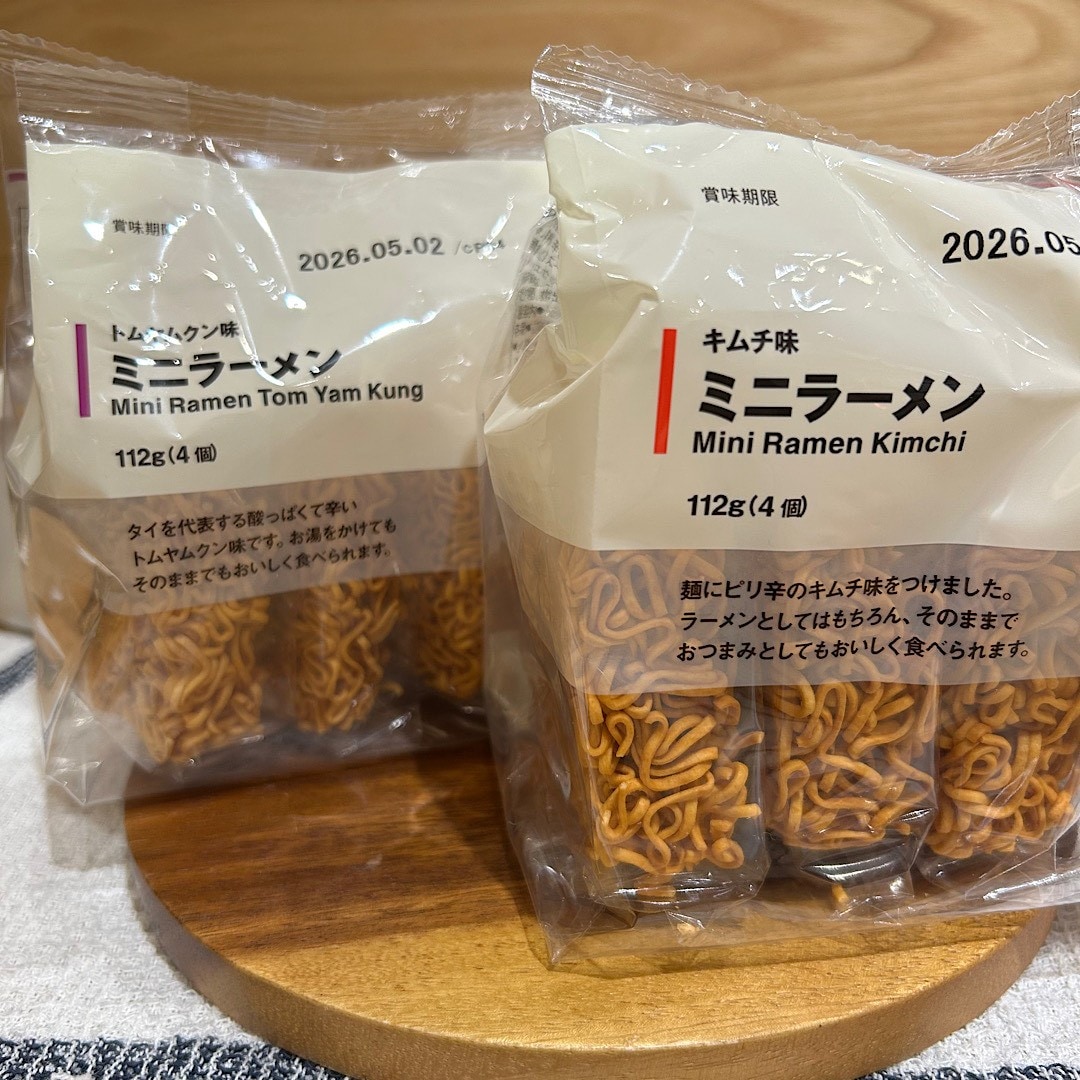 賞味期限
2026.05.02
トムヤムクン味
ミニラーメン
Mini Ramen Tom Yam Kung
112g(4個)
タイを代表する酸っぱくて辛い
トムヤムクン味です。お湯をかけても
そのままでもおいしく食べられます。
賞味期限
2026.05
キムチ味
ミニラーメン
Mini Ramen Kimchi
112g(4個)
麺にピリ辛のキムチ味をつけました。
ラーメンとしてはもちろん、そのままで
おつまみとしてもおいしく食べられます。